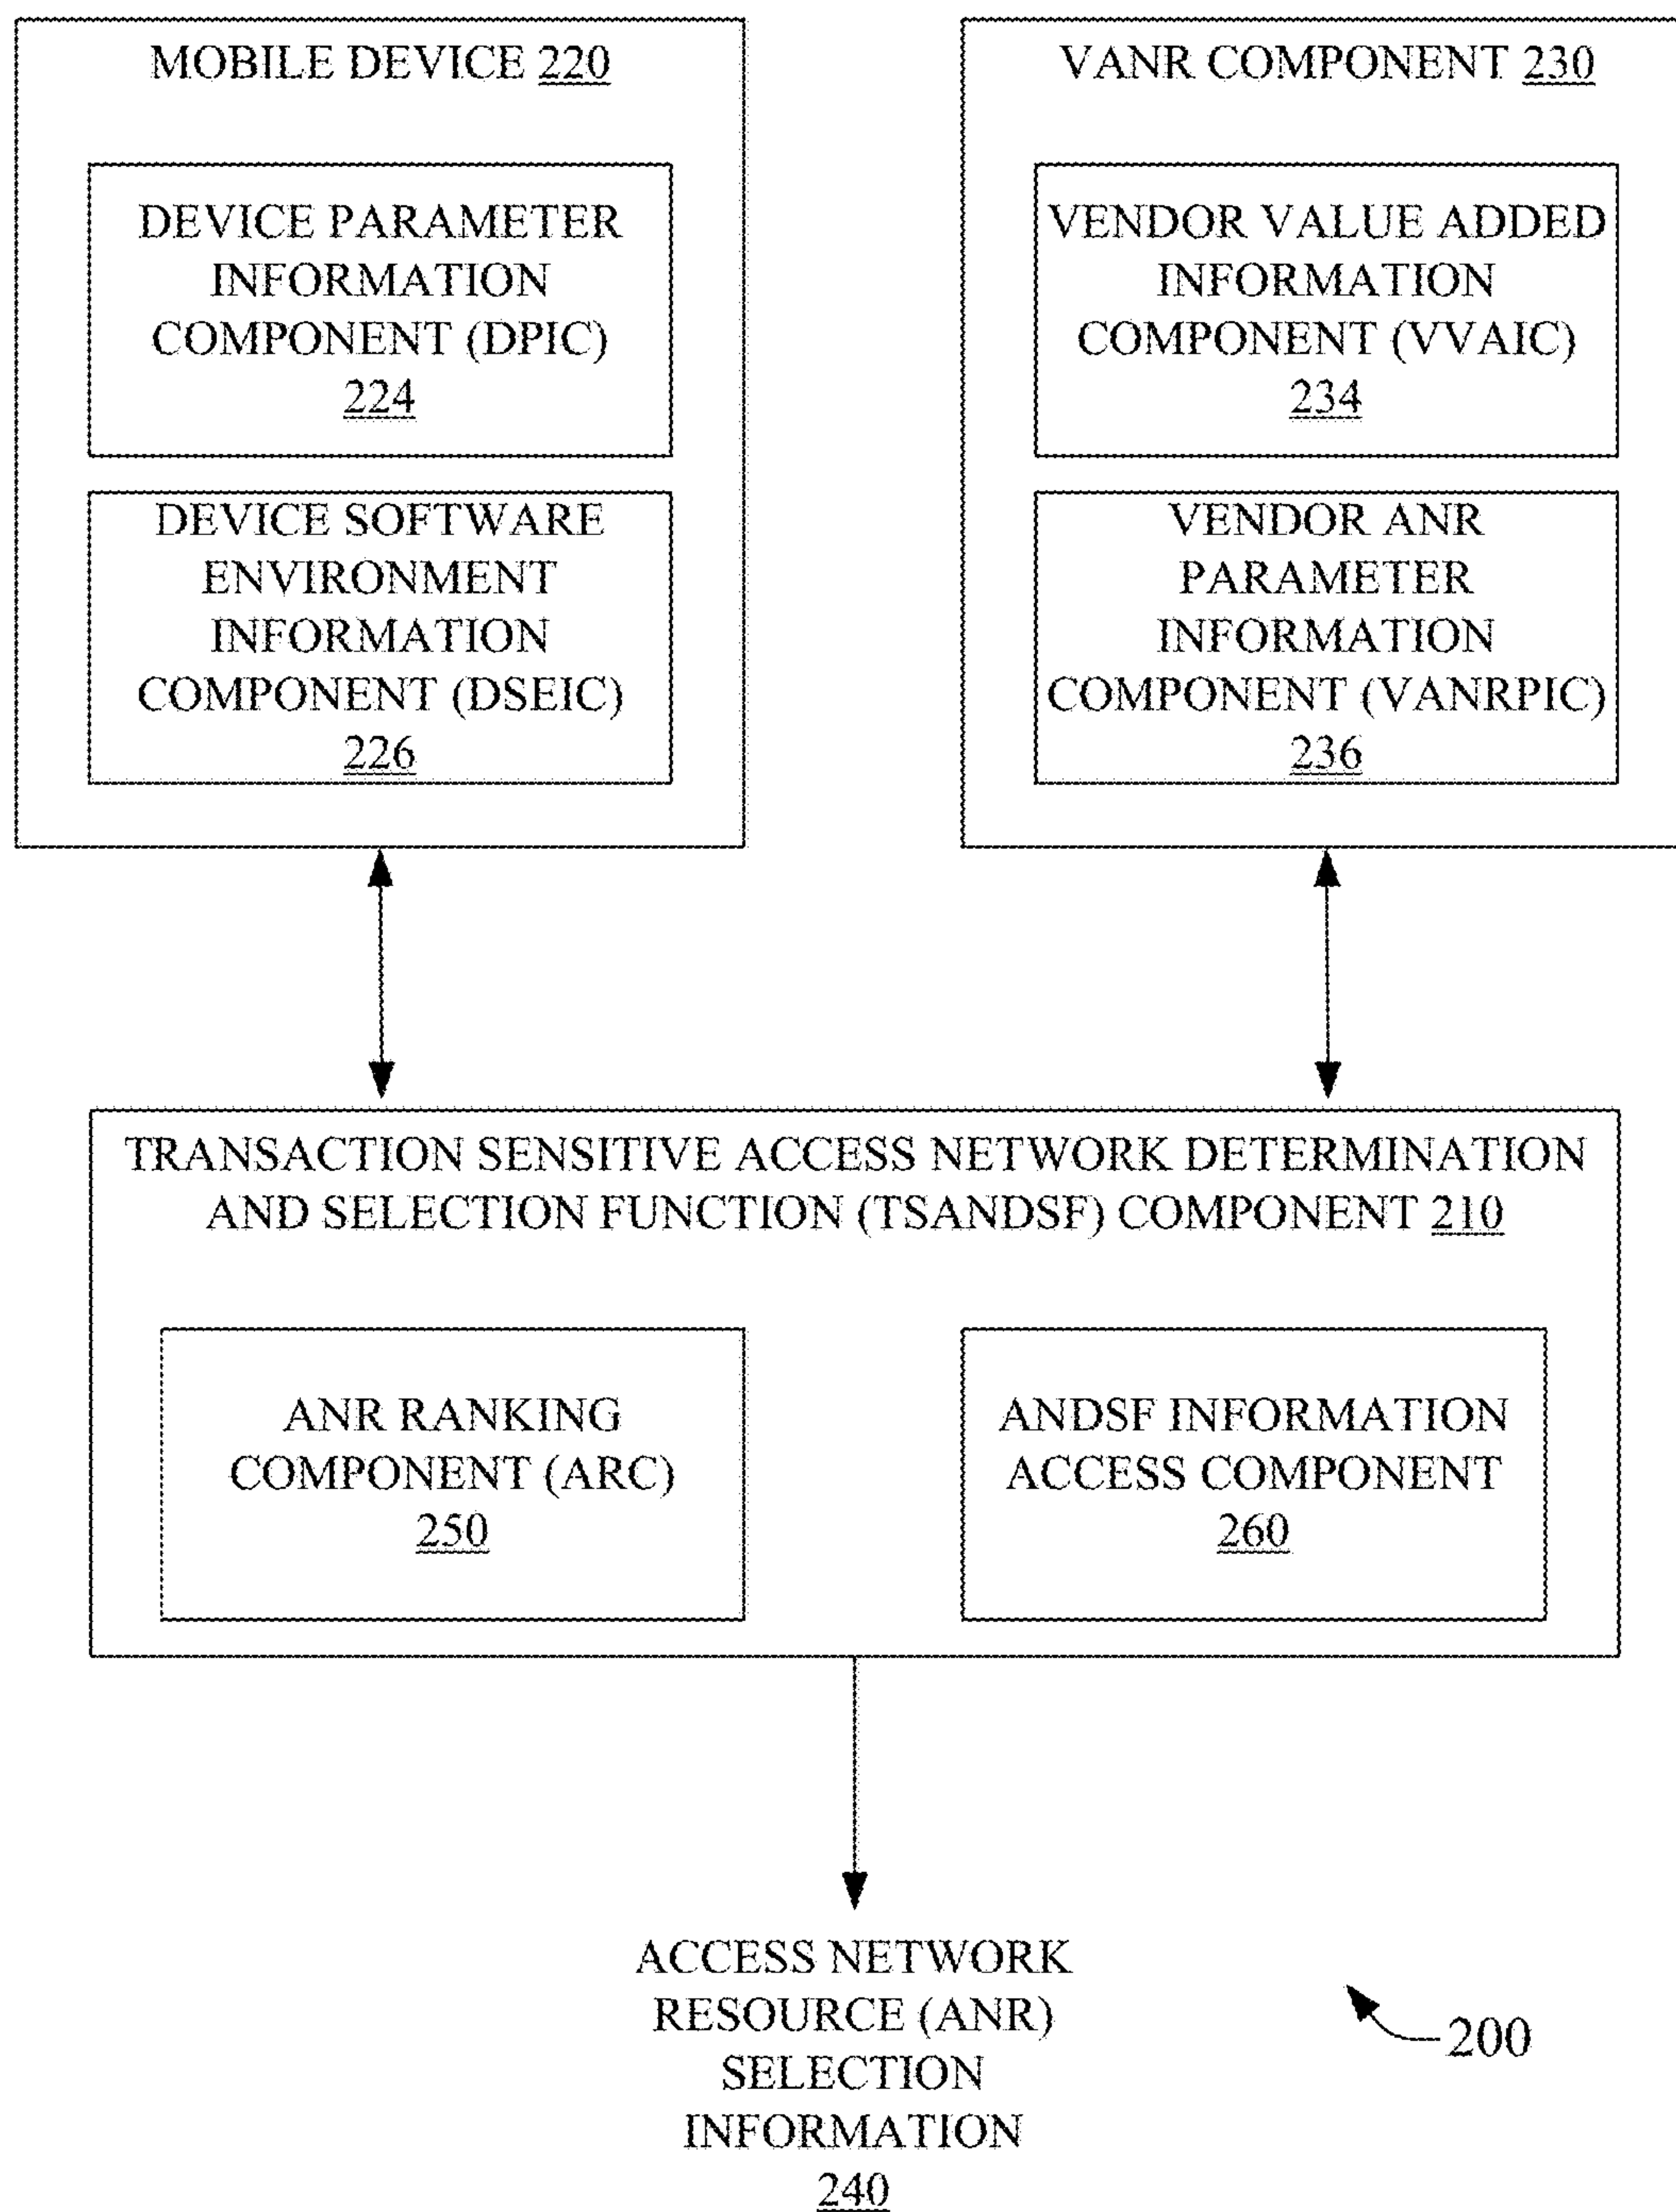 MOBILE DEVICE 220
DEVICE PARAMETER
INFORMATION
COMPONENT (DPIC)
224
DEVICE SOFTWARE
ENVIRONMENT
INFORMATION
COMPONENT (DSEIC)
226
VANR COMPONENT 230
VENDOR VALUE ADDED
INFORMATION
COMPONENT (VVAIC)
234
VENDOR ANR
PARAMETER
INFORMATION
COMPONENT (VANRPIC)
236
TRANSACTION SENSITIVE ACCESS NETWORK DETERMINATION
AND SELECTION FUNCTION (TSANDSF) COMPONENT 210
ANR RANKING
COMPONENT (ARC)
250
ANDSF INFORMATION
ACCESS COMPONENT
260
ACCESS NETWORK
RESOURCE (ANR)
SELECTION
INFORMATION
240
200